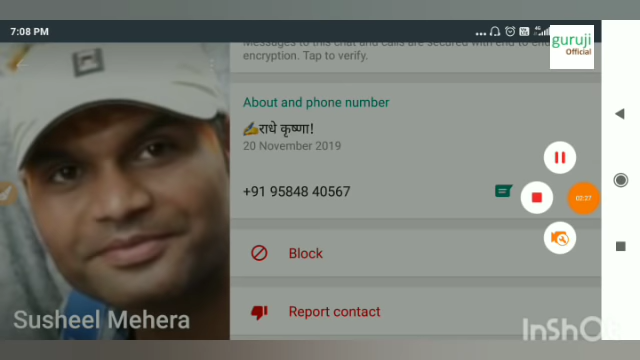 7:08 PM
guruji
Official
Messages to this chat and calls are secured with end-to-end
encryption. Tap to verify.
About and phone number
✍️राधे कृष्णा!
20 November 2019
+91 95848 40567
02:27
Block
Report contact
Susheel Mehera
InShOt